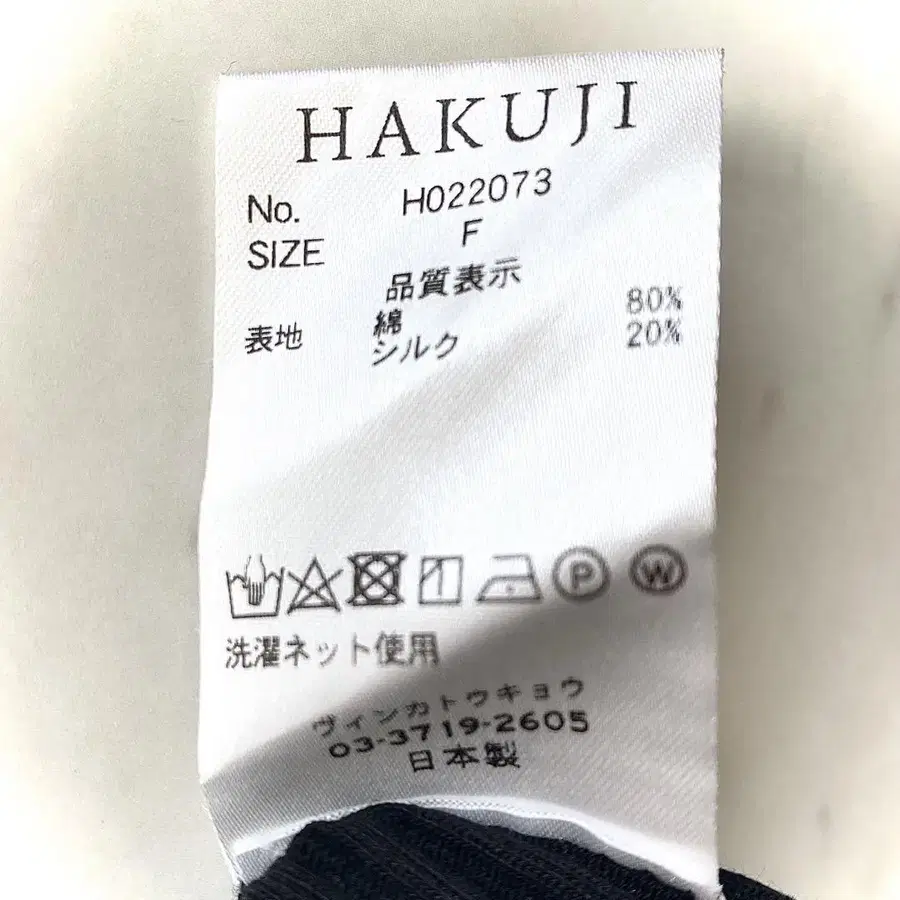 HAKUJI
No. H022073
SIZE F
品質表示
表地 綿 80%
シルク 20%
P W
洗濯ネット使用
ヴィンカトウキョウ
03-3719-2605
日本製